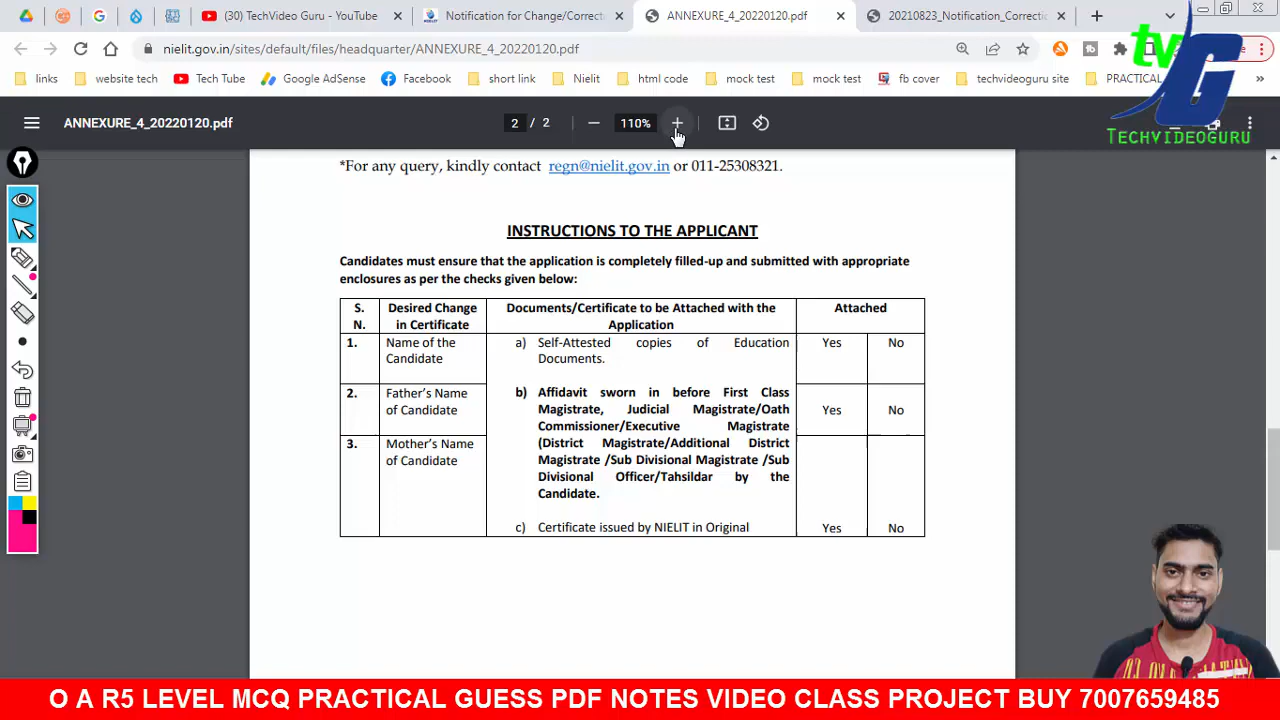 (30) TechVideo Guru - YouTube
Notification for Change/Correct
ANNEXURE_4_20220120.pdf
20210823_Notification_Correctio
nielit.gov.in/sites/default/files/headquarter/ANNEXURE_4_20220120.pdf
links
website tech
Tech Tube
Google AdSense
Facebook
short link
Nielit
html code
mock test
mock test
fb cover
techvideoguru site
PRACTICAL
tvG
TECHVIDEOGURU
ANNEXURE_4_20220120.pdf
2 / 2
110%
*For any query, kindly contact regn@nielit.gov.in or 011-25308321.
INSTRUCTIONS TO THE APPLICANT
Candidates must ensure that the application is completely filled-up and submitted with appropriate
enclosures as per the checks given below:
S. N.
Desired Change in Certificate
Documents/Certificate to be Attached with the Application
Attached
1.
Name of the Candidate
a) Self-Attested copies of Education
Documents.
Yes
No
2.
Father's Name of Candidate
b) Affidavit sworn in before First Class
Magistrate, Judicial Magistrate/Oath
Commissioner/Executive Magistrate
(District Magistrate/Additional District
Magistrate /Sub Divisional Magistrate /Sub
Divisional Officer/Tahsildar by the
Candidate.
Yes
No
3.
Mother's Name of Candidate
c) Certificate issued by NIELIT in Original
Yes
No
O A R5 LEVEL MCQ PRACTICAL GUESS PDF NOTES VIDEO CLASS PROJECT BUY 7007659485